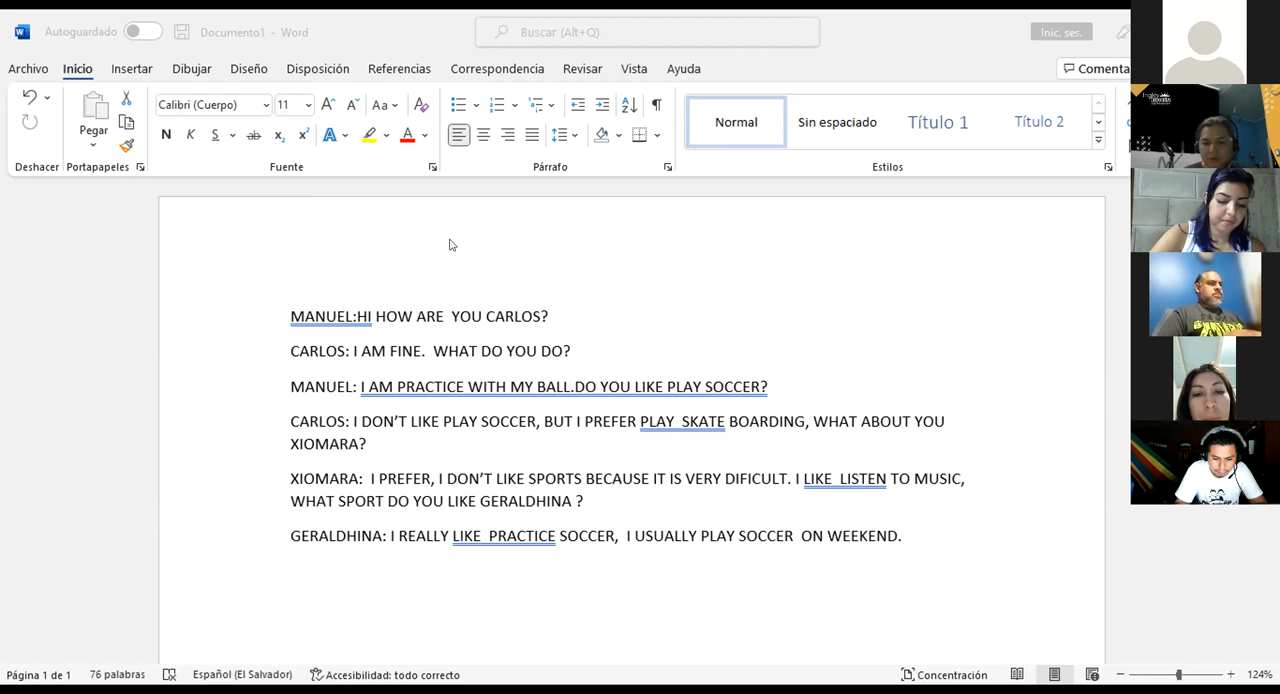 Autoguardado
Documento1 - Word
Buscar (Alt+Q)
Inic. ses.
Archivo Inicio Insertar Dibujar Diseño Disposición Referencias Correspondencia Revisar Vista Ayuda
Comenta
Pegar
Calibri (Cuerpo) 11
Normal
Sin espaciado
Título 1
Título 2
Deshacer Portapapeles Fuente Párrafo Estilos
MANUEL:HI HOW ARE YOU CARLOS?
CARLOS: I AM FINE. WHAT DO YOU DO?
MANUEL: I AM PRACTICE WITH MY BALL.DO YOU LIKE PLAY SOCCER?
CARLOS: I DON'T LIKE PLAY SOCCER, BUT I PREFER PLAY SKATE BOARDING, WHAT ABOUT YOU
XIOMARA?
XIOMARA: I PREFER, I DON'T LIKE SPORTS BECAUSE IT IS VERY DIFICULT. I LIKE LISTEN TO MUSIC,
WHAT SPORT DO YOU LIKE GERALDHINA ?
GERALDHINA: I REALLY LIKE PRACTICE SOCCER, I USUALLY PLAY SOCCER ON WEEKEND.
Página 1 de 1 76 palabras Español (El Salvador) Accesibilidad: todo correcto Concentración 124%